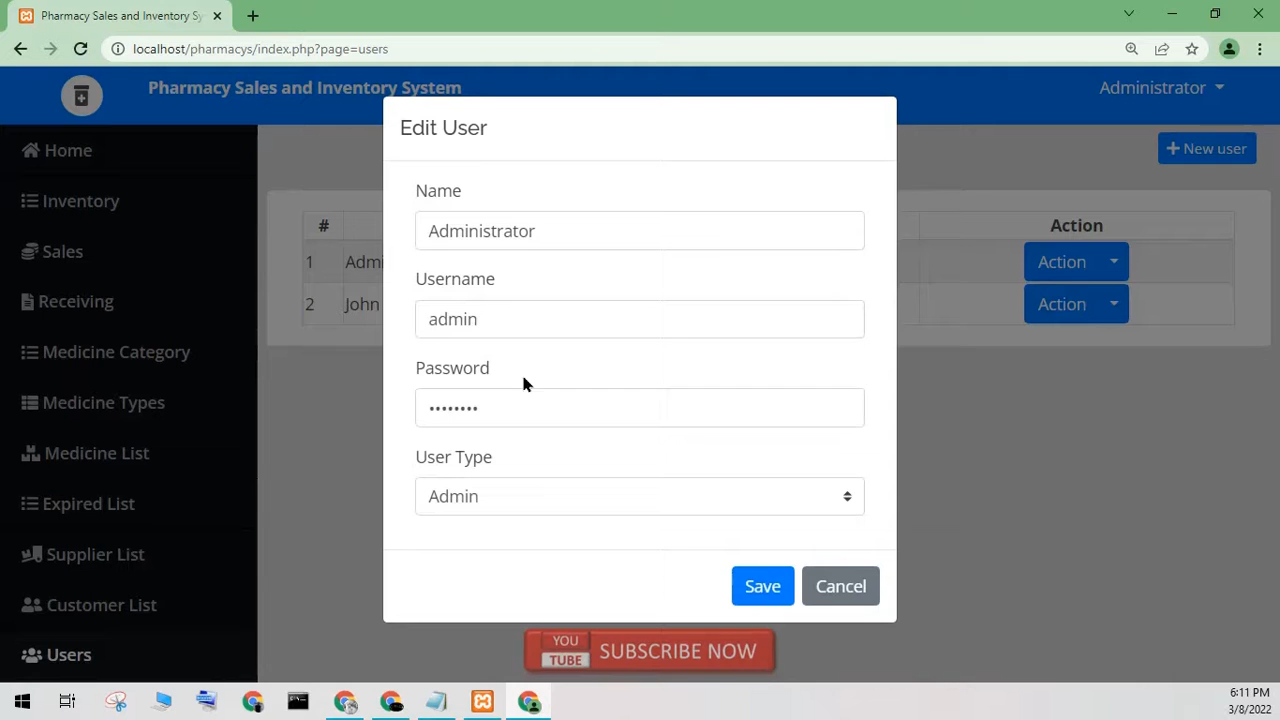 Pharmacy Sales and Inventory Sy
localhost/pharmacys/index.php?page=users
Pharmacy Sales and Inventory System
Administrator
Home
Inventory
Sales
Receiving
Medicine Category
Medicine Types
Medicine List
Expired List
Supplier List
Customer List
Users
+ New user
# Action
1 Admi Action
2 John Action
Edit User
Name
Administrator
Username
admin
Password
••••••••
User Type
Admin
Save Cancel
YOU
TUBE
SUBSCRIBE NOW
6:11 PM
3/8/2022